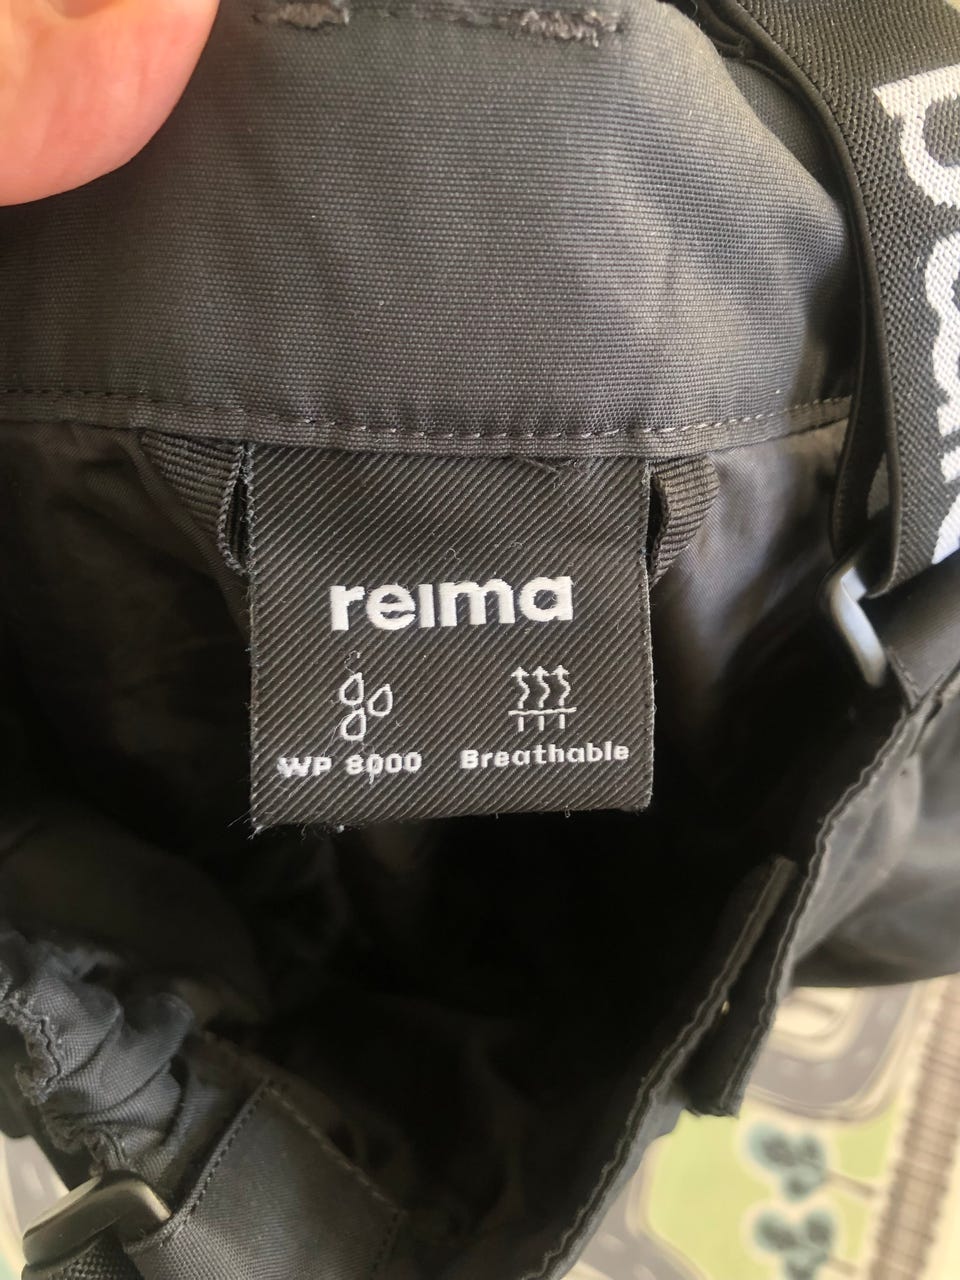 reima
WP 8000
Breathable